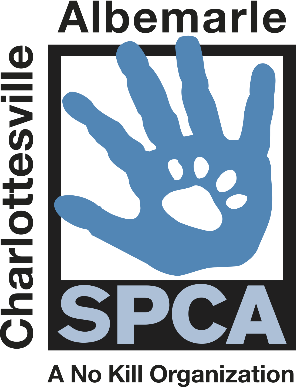 Charlottesville
Albemarle
SPCA
A No Kill Organization